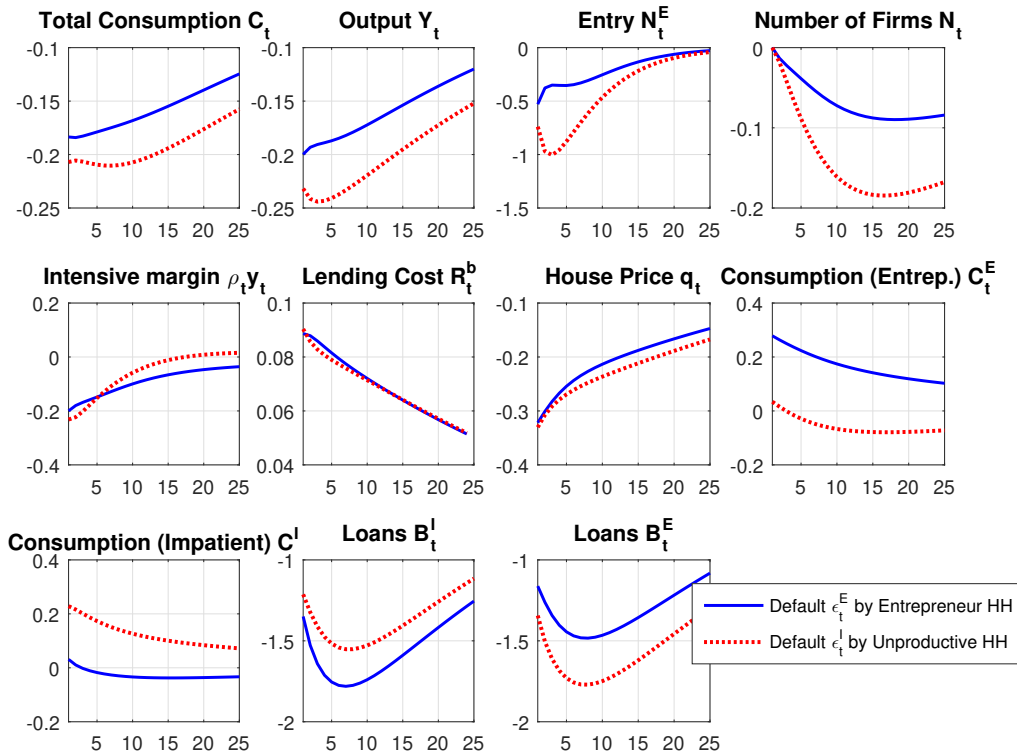 Total Consumption C_t
Output Y_t
Entry N_t^E
Number of Firms N_t
-0.1
-0.15
-0.2
-0.25
5 10 15 20 25
-0.1
-0.15
-0.2
-0.25
5 10 15 20 25
0
-0.5
-1
-1.5
5 10 15 20 25
0
-0.1
-0.2
5 10 15 20 25
Intensive margin ρ_t y_t
Lending Cost R_t^b
House Price q_t
Consumption (Entrep.) C_t^E
0.2
0
-0.2
-0.4
5 10 15 20 25
0.1
0.08
0.06
0.04
5 10 15 20 25
-0.1
-0.2
-0.3
-0.4
5 10 15 20 25
0.4
0.2
0
-0.2
5 10 15 20 25
Consumption (Impatient) C^I
Loans B_t^I
Loans B_t^E
0.4
0.2
0
-0.2
5 10 15 20 25
-1
-1.5
-2
5 10 15 20 25
-1
-1.5
-2
5 10 15 20 25
Default ϵ_t^E by Entrepreneur HH
Default ϵ_t^I by Unproductive HH